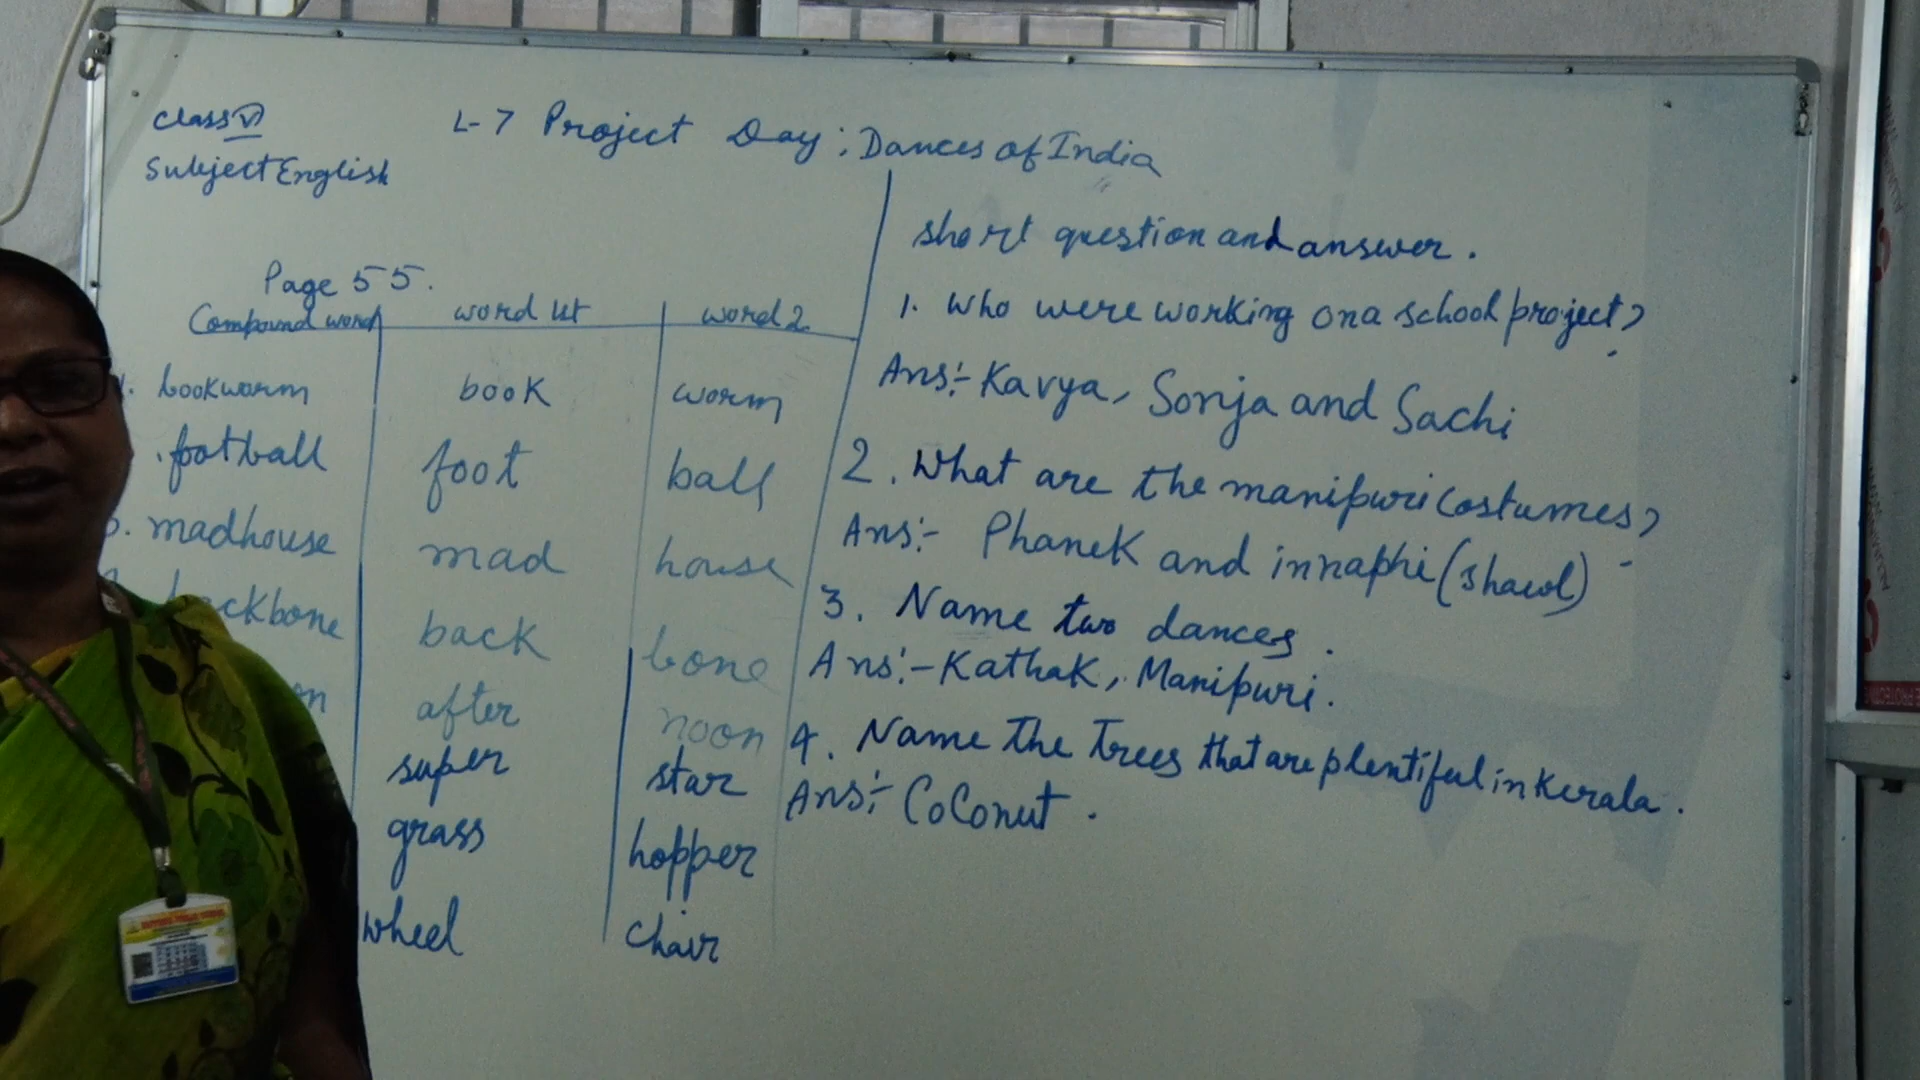 Class VI
Subject English
L-7 Project Day : Dances of India
Page 55.
Compound word word 1st word 2
bookworm book worm
football foot ball
3. madhouse mad house
backbone back bone
after noon
super star
grass hopper
wheel chair
short question and answer.
1. Who were working on a school project?
Ans:- Kavya, Sonja and Sachi
2. What are the manipuri costumes?
Ans:- Phanek and innaphi (shawl)
3. Name two dances.
Ans:- Kathak, Manipuri.
4. Name the Trees that are plentiful in Kerala.
Ans:- Coconut.